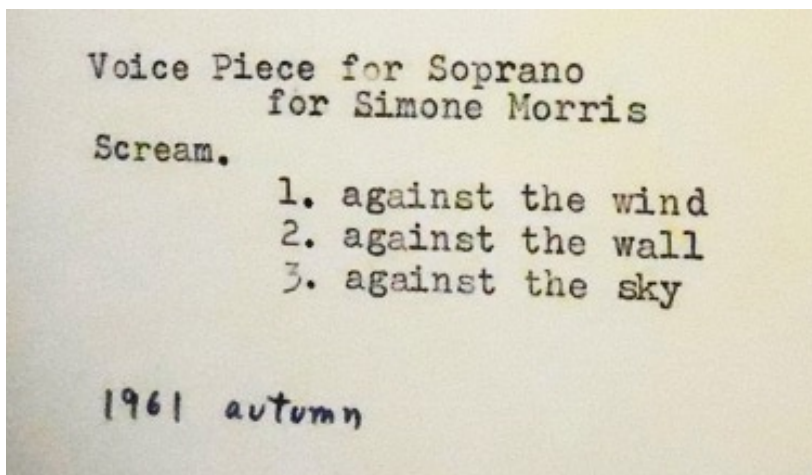 Voice Piece for Soprano
for Simone Morris
Scream.
1. against the wind
2. against the wall
3. against the sky
1961 autumn